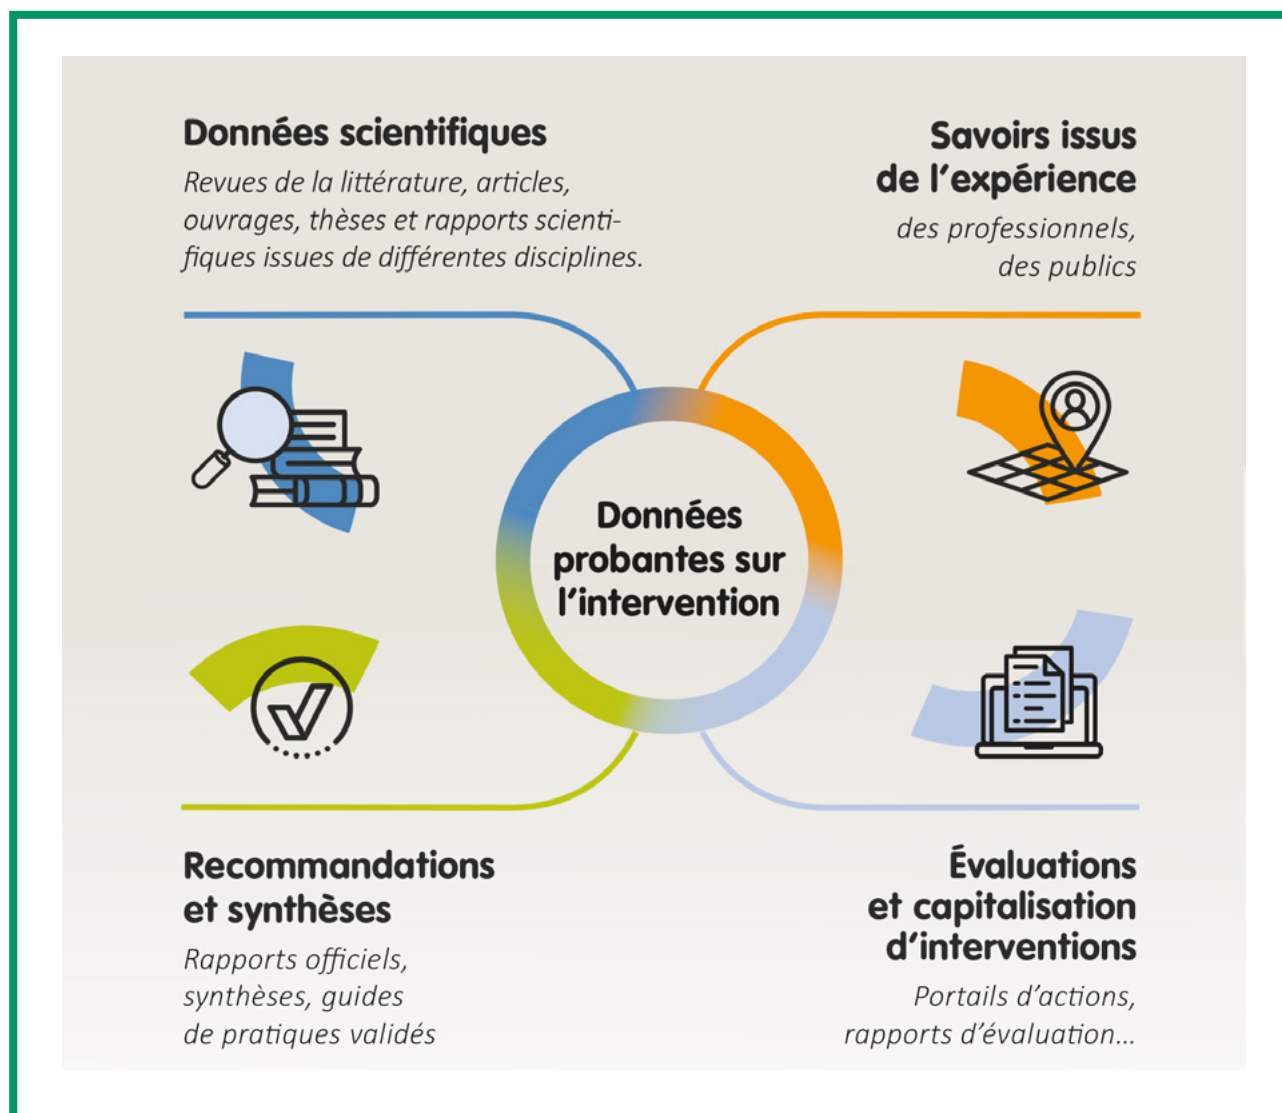 Données scientifiques
Revues de la littérature, articles,
ouvrages, thèses et rapports scienti-
fiques issues de différentes disciplines.
Savoirs issus
de l’expérience
des professionnels,
des publics
Données
probantes sur
l’intervention
Recommandations
et synthèses
Rapports officiels,
synthèses, guides
de pratiques validés
Évaluations
et capitalisation
d’interventions
Portails d’actions,
rapports d’évaluation...